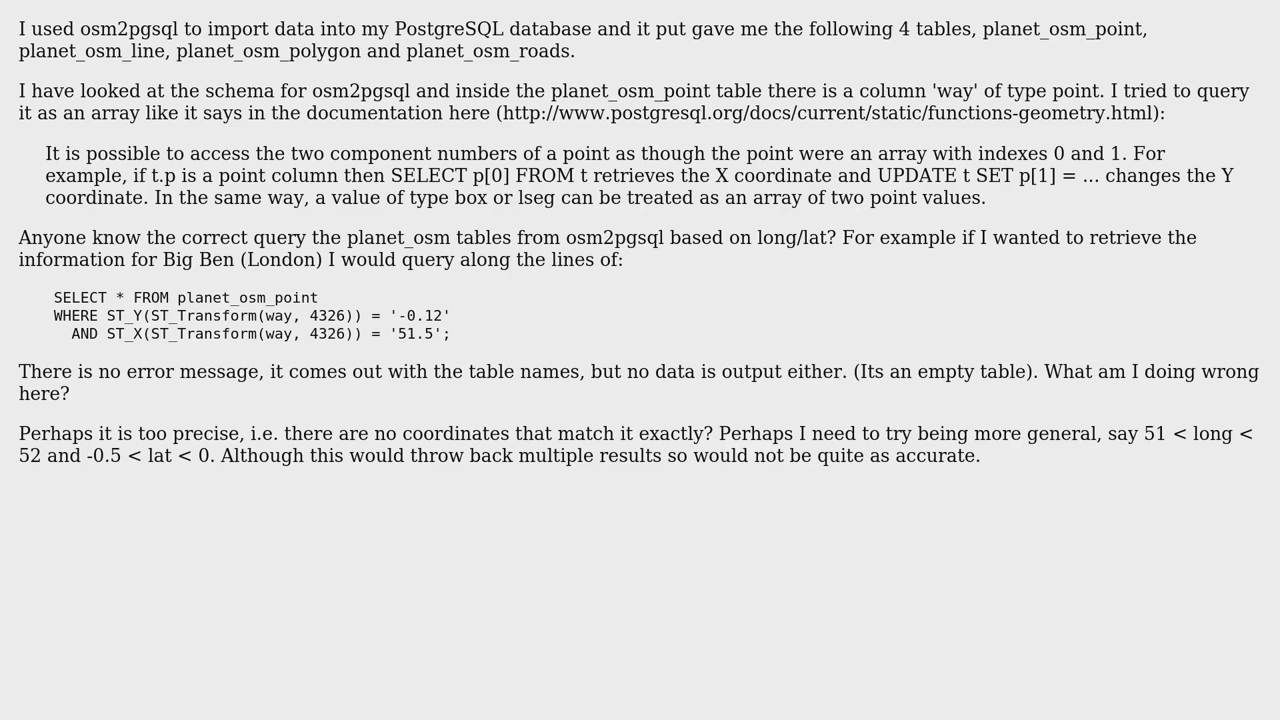 I used osm2pgsql to import data into my PostgreSQL database and it put gave me the following 4 tables, planet_osm_point,
planet_osm_line, planet_osm_polygon and planet_osm_roads.
I have looked at the schema for osm2pgsql and inside the planet_osm_point table there is a column 'way' of type point. I tried to query
it as an array like it says in the documentation here (http://www.postgresql.org/docs/current/static/functions-geometry.html):
It is possible to access the two component numbers of a point as though the point were an array with indexes 0 and 1. For
example, if t.p is a point column then SELECT p[0] FROM t retrieves the X coordinate and UPDATE t SET p[1] = ... changes the Y
coordinate. In the same way, a value of type box or lseg can be treated as an array of two point values.
Anyone know the correct query the planet_osm tables from osm2pgsql based on long/lat? For example if I wanted to retrieve the
information for Big Ben (London) I would query along the lines of:
SELECT * FROM planet_osm_point
WHERE ST_Y(ST_Transform(way, 4326)) = '-0.12'
AND ST_X(ST_Transform(way, 4326)) = '51.5';
There is no error message, it comes out with the table names, but no data is output either. (Its an empty table). What am I doing wrong
here?
Perhaps it is too precise, i.e. there are no coordinates that match it exactly? Perhaps I need to try being more general, say 51 < long <
52 and -0.5 < lat < 0. Although this would throw back multiple results so would not be quite as accurate.